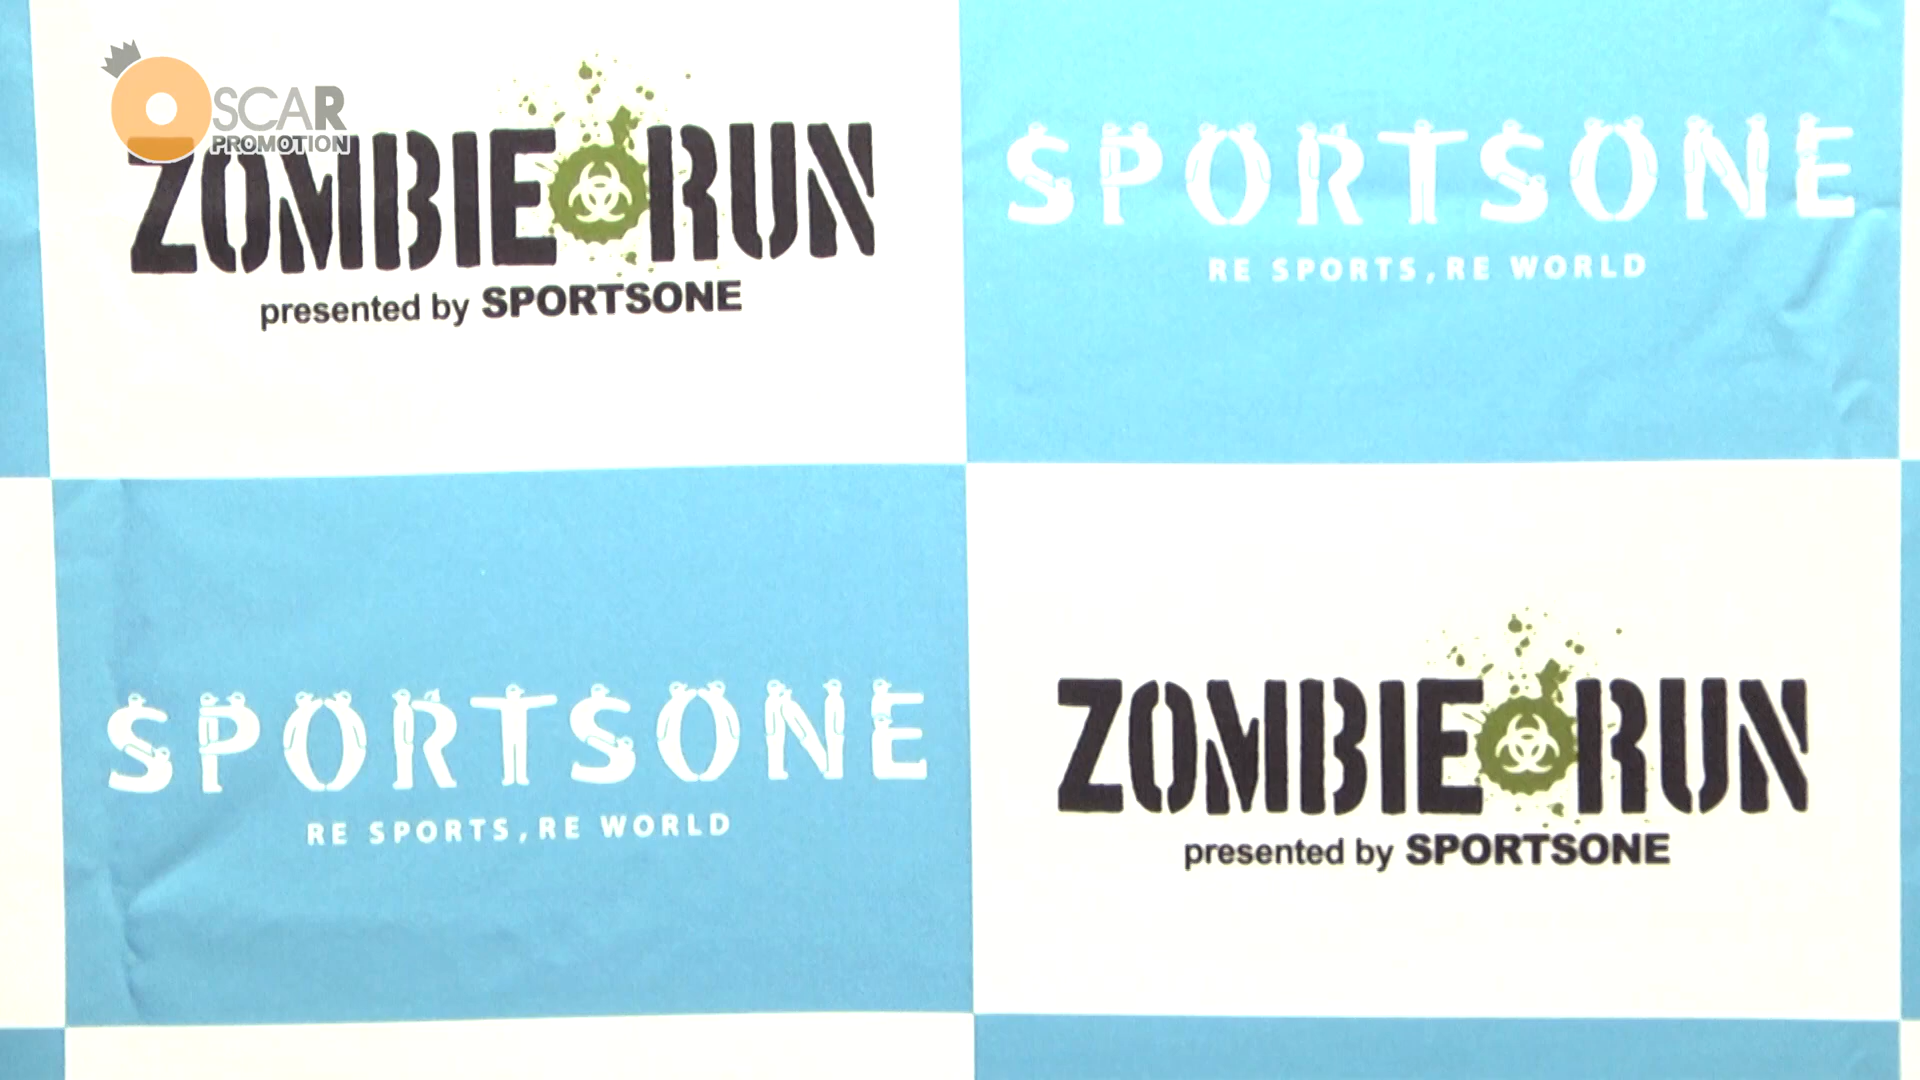 OSCAR
PROMOTION
ZOMBIE RUN
presented by SPORTSONE
SPORTSONE
RE SPORTS, RE WORLD
SPORTSONE
RE SPORTS, RE WORLD
ZOMBIE RUN
presented by SPORTSONE